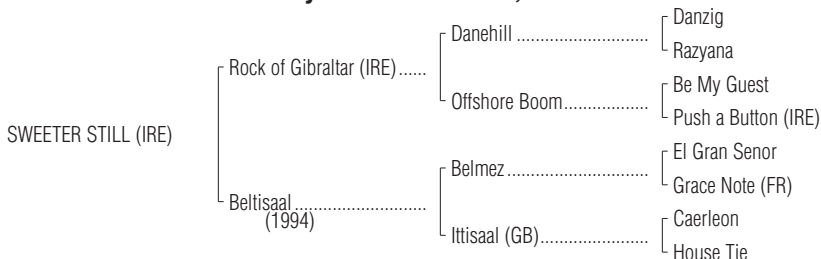 Danzig
Danehill
Razyana
Rock of Gibraltar (IRE)
Be My Guest
Offshore Boom
Push a Button (IRE)
SWEETER STILL (IRE)
El Gran Senor
Belmez
Grace Note (FR)
Beltisaal
(1994)
Caerleon
Ittisaal (GB)
House Tie